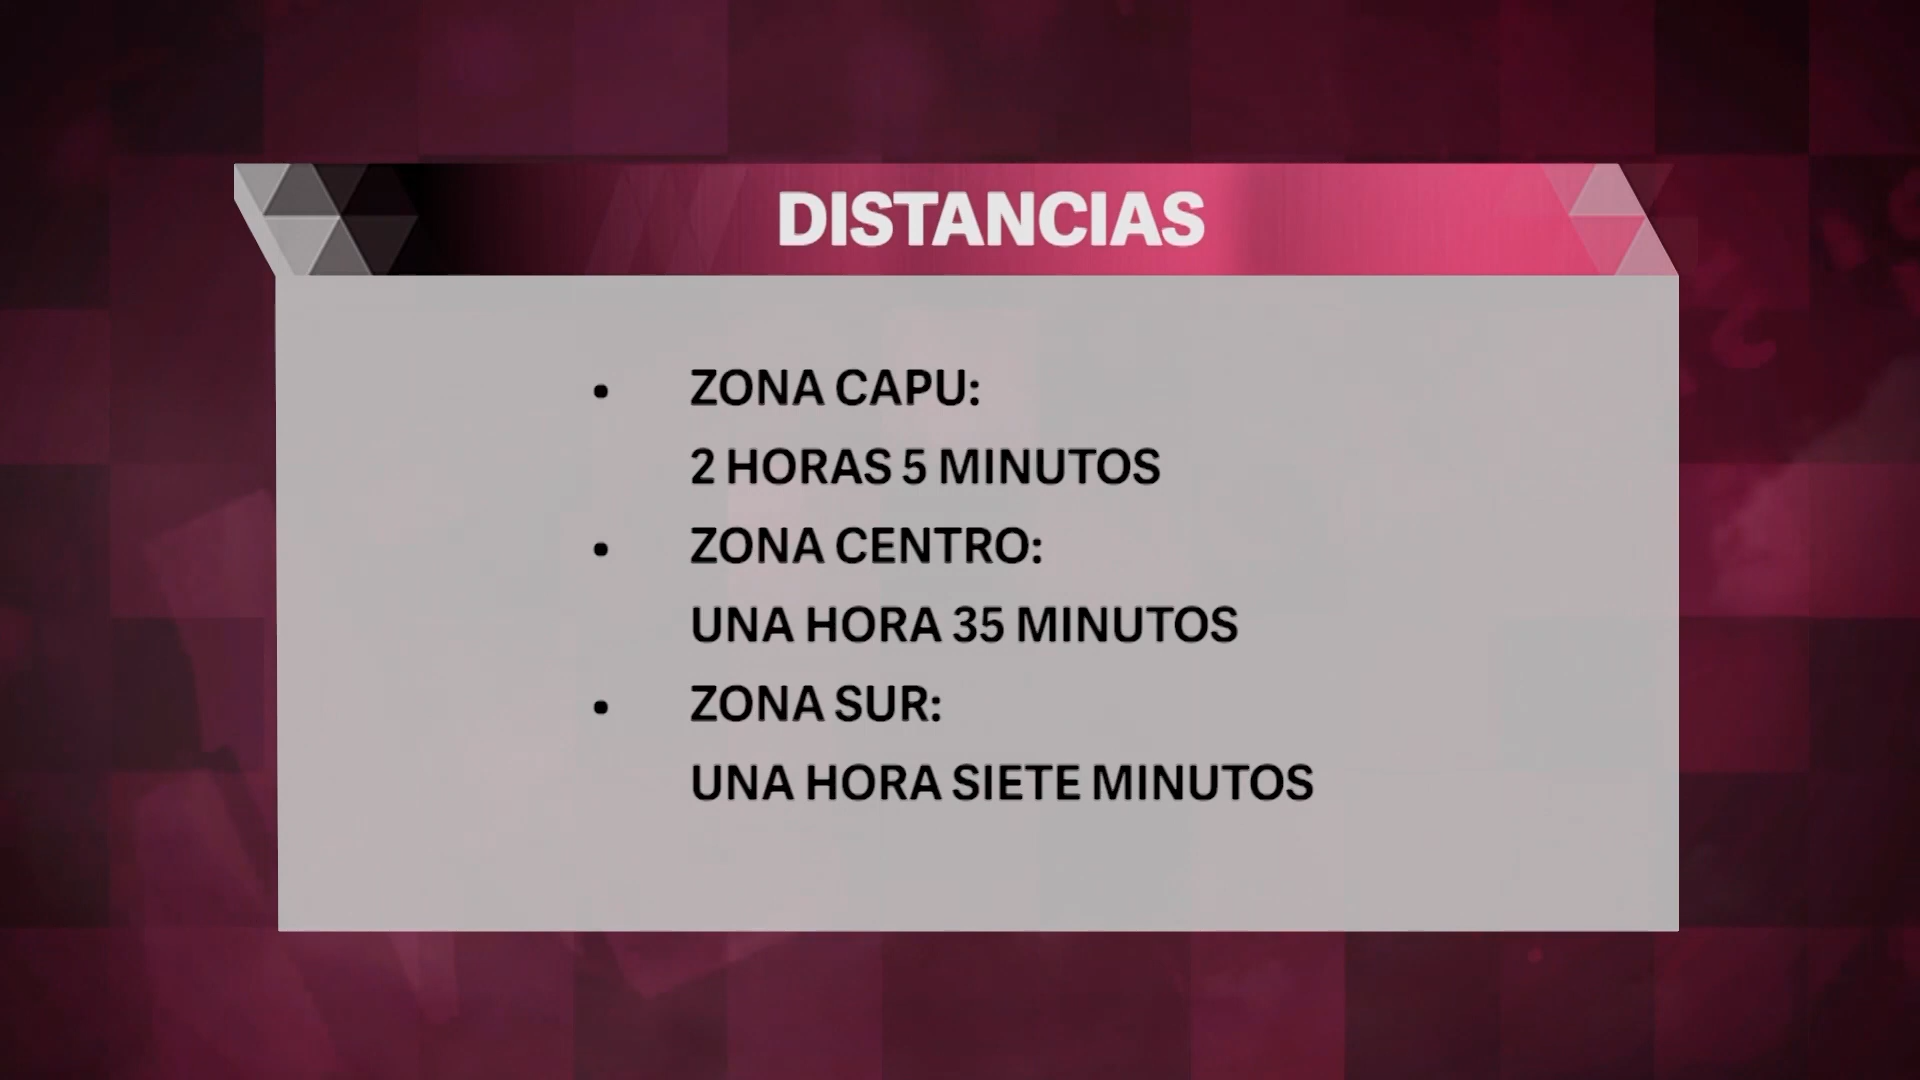 DISTANCIAS
• ZONA CAPU:
2 HORAS 5 MINUTOS
• ZONA CENTRO:
UNA HORA 35 MINUTOS
• ZONA SUR:
UNA HORA SIETE MINUTOS